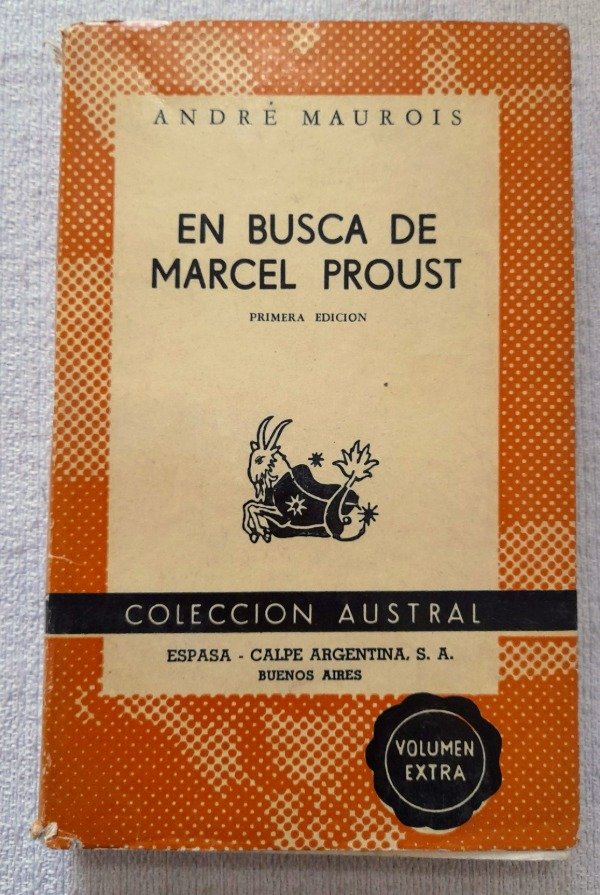 ANDRÉ MAUROIS
EN BUSCA DE
MARCEL PROUST
PRIMERA EDICION
COLECCION AUSTRAL
ESPASA - CALPE ARGENTINA, S. A.
BUENOS AIRES
VOLUMEN
EXTRA